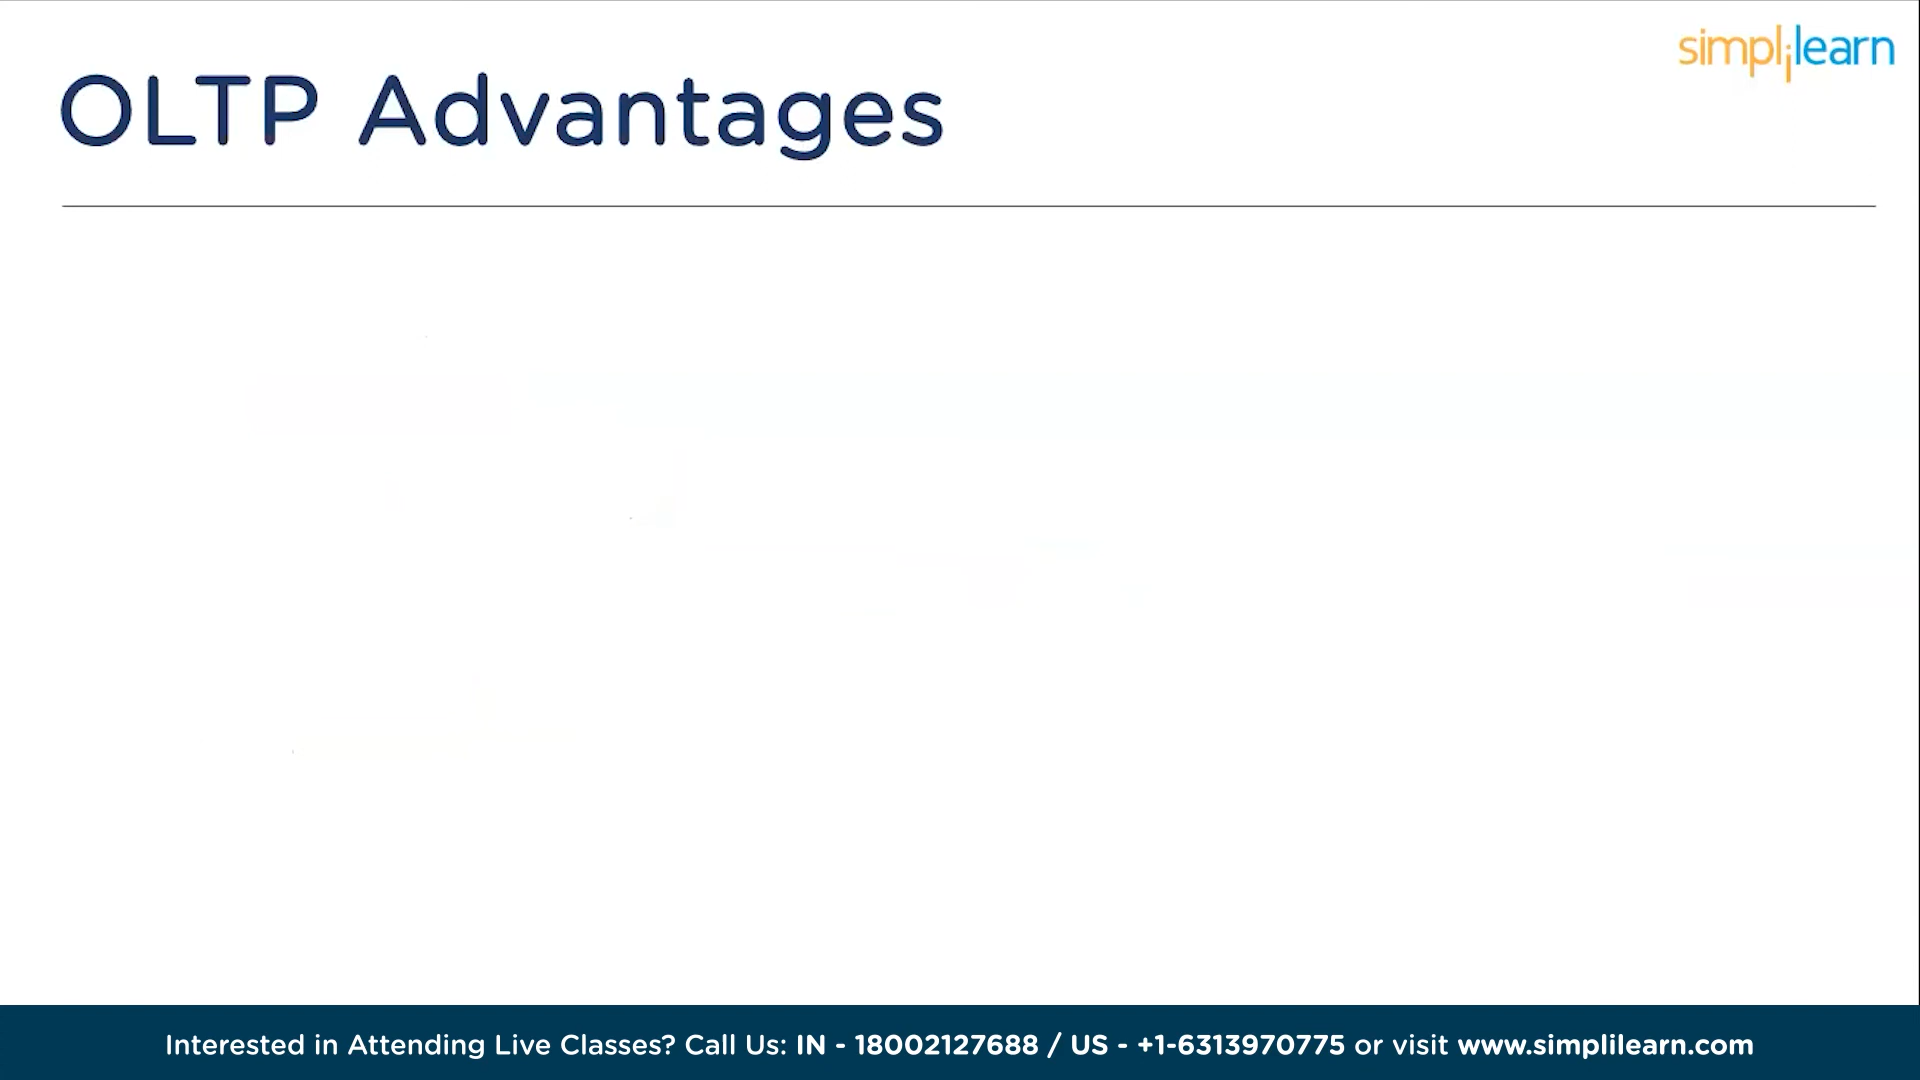 simplilearn
OLTP Advantages
Interested in Attending Live Classes? Call Us: IN - 18002127688 / US - +1-6313970775 or visit www.simplilearn.com